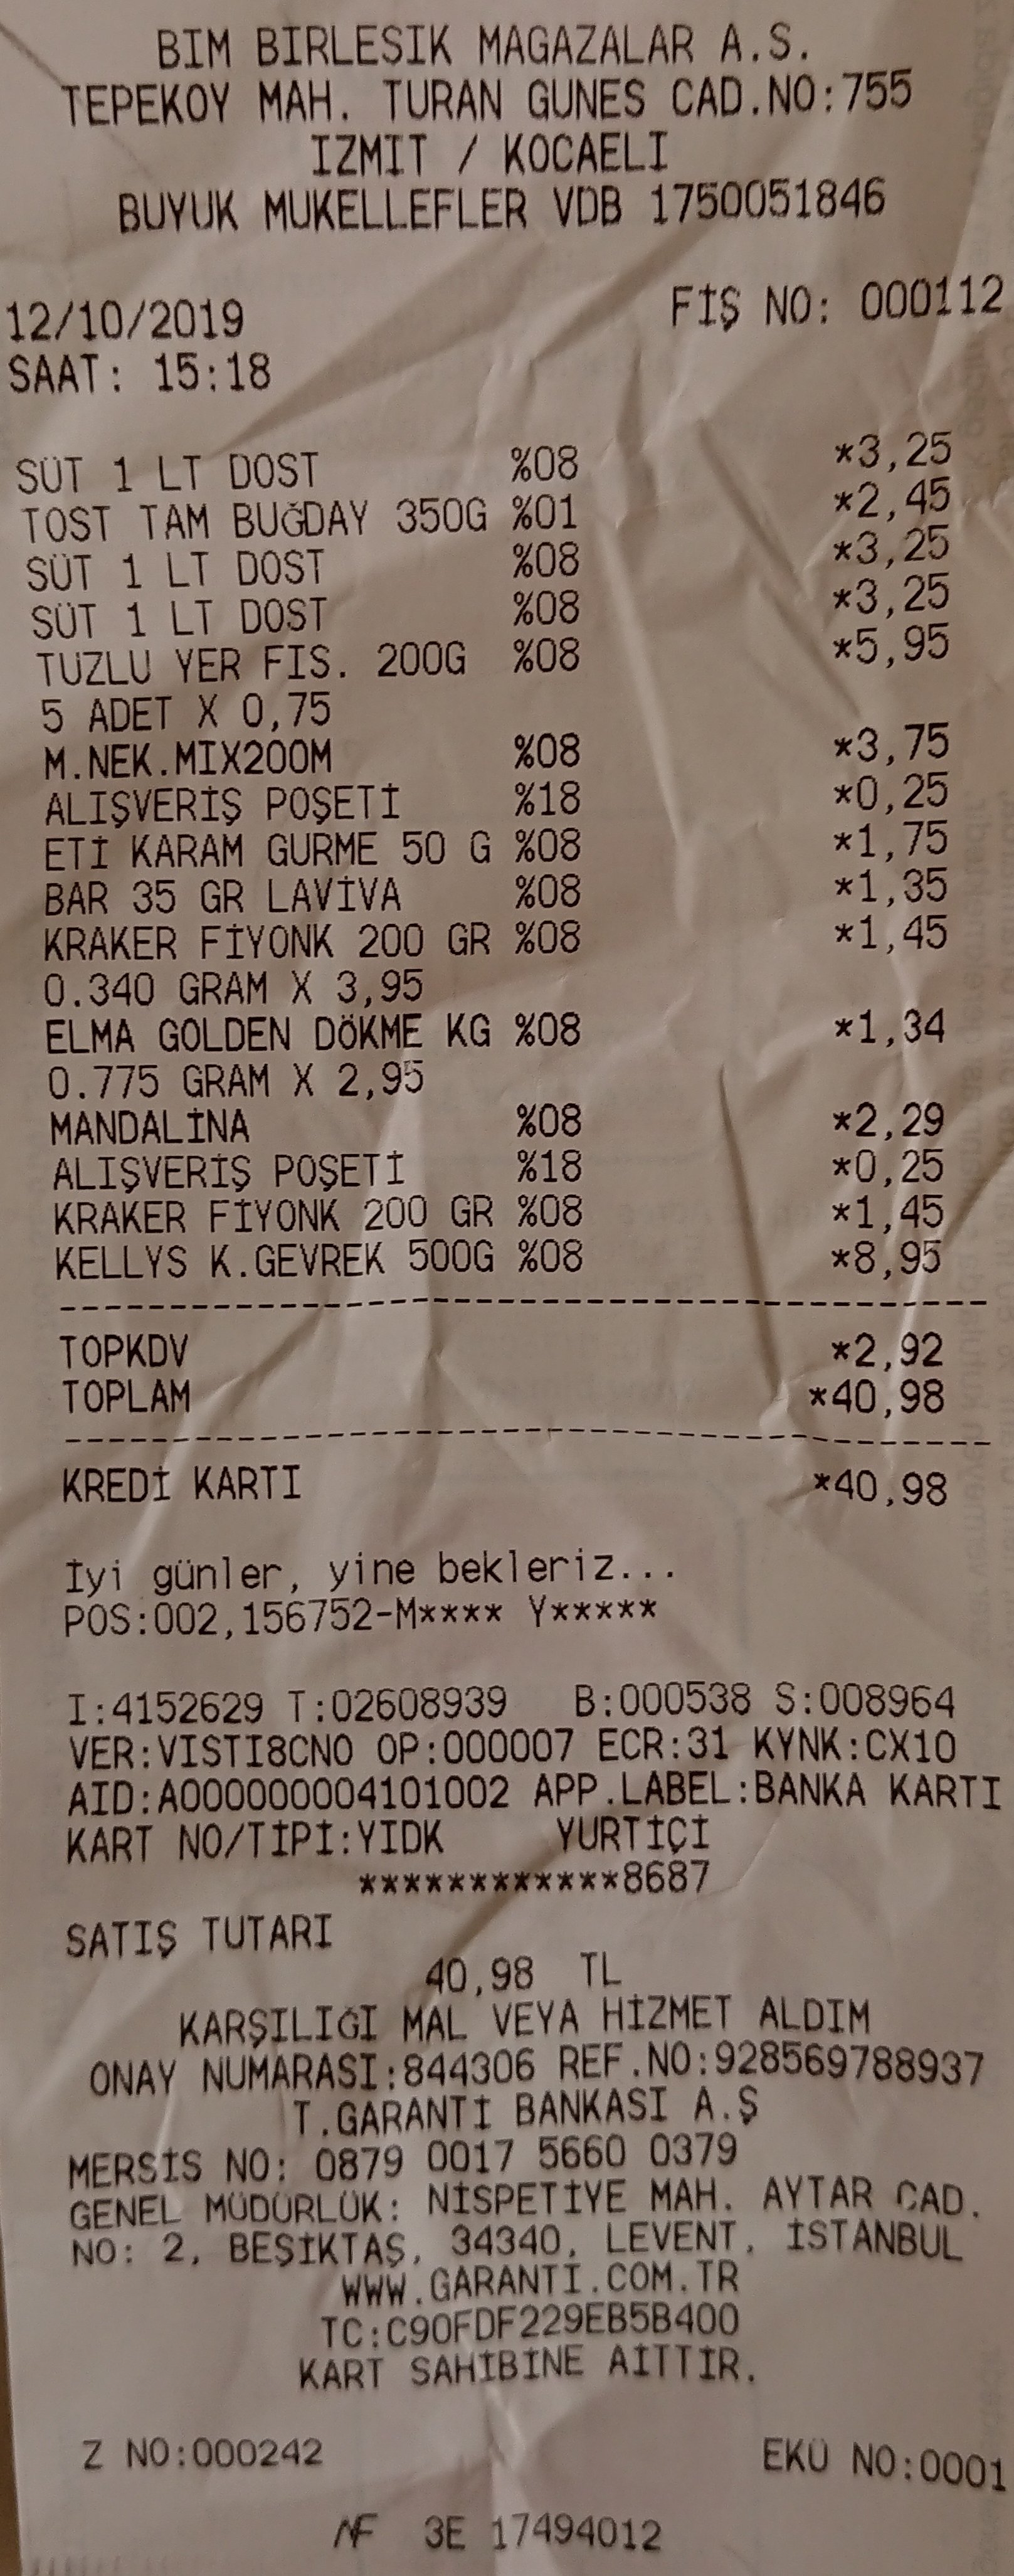 BIM BIRLESIK MAGAZALAR A.S.
TEPEKOY MAH. TURAN GUNES CAD.NO:755
IZMIT / KOCAELI
BUYUK MUKELLEFLER VDB 1750051846
12/10/2019 FİŞ NO: 000112
SAAT: 15:18
SÜT 1 LT DOST %08 *3,25
TOST TAM BUĞDAY 350G %01 *2,45
SÜT 1 LT DOST %08 *3,25
SÜT 1 LT DOST %08 *3,25
TUZLU YER FIS. 200G %08 *5,95
5 ADET X 0,75
M.NEK.MIX200M %08 *3,75
ALIŞVERİŞ POŞETİ %18 *0,25
ETİ KARAM GURME 50 G %08 *1,75
BAR 35 GR LAVİVA %08 *1,35
KRAKER FİYONK 200 GR %08 *1,45
0.340 GRAM X 3,95
ELMA GOLDEN DÖKME KG %08 *1,34
0.775 GRAM X 2,95
MANDALİNA %08 *2,29
ALIŞVERİŞ POŞETİ %18 *0,25
KRAKER FİYONK 200 GR %08 *1,45
KELLYS K.GEVREK 500G %08 *8,95
TOPKDV *2,92
TOPLAM *40,98
KREDİ KARTI *40,98
İyi günler, yine bekleriz...
POS:002,156752-M**** Y*****
I:4152629 T:02608939 B:000538 S:008964
VER:VISTI8CNO OP:000007 ECR:31 KYNK:CX10
AID:A0000000004101002 APP.LABEL:BANKA KARTI
KART NO/TİPİ:YIDK YURTİÇİ
************8687
SATIŞ TUTARI
40,98 TL
KARŞILIĞI MAL VEYA HİZMET ALDIM
ONAY NUMARASI:844306 REF.NO:928569788937
T.GARANTİ BANKASI A.Ş
MERSİS NO: 0879 0017 5660 0379
GENEL MÜDÜRLÜK: NİSPETİYE MAH. AYTAR CAD.
NO: 2, BEŞİKTAŞ, 34340, LEVENT, İSTANBUL
WWW.GARANTI.COM.TR
TC:C90FDF229EB5B400
KART SAHİBİNE AİTTİR.
Z NO:000242 EKÜ NO:0001
NF 3E 17494012